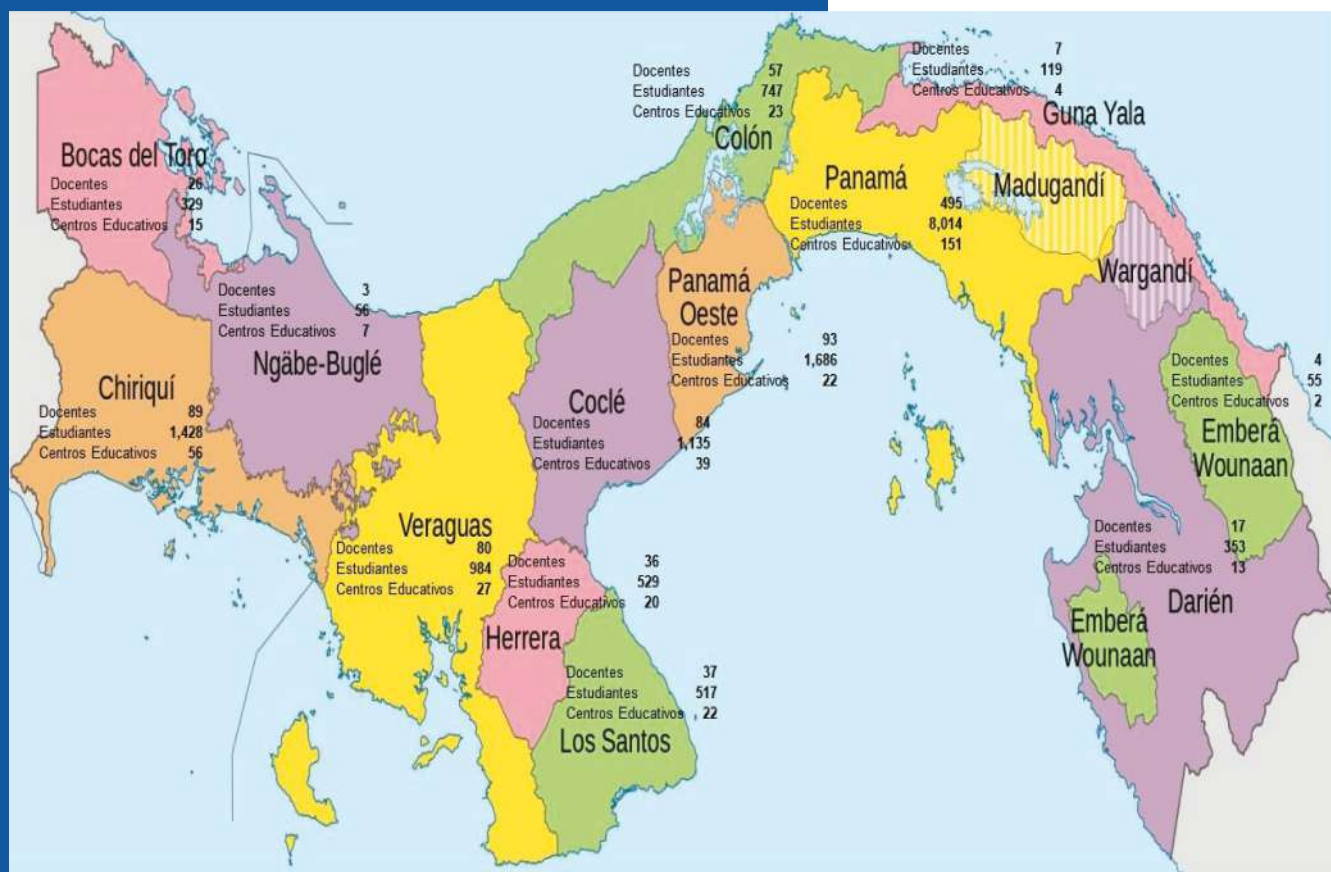 Docentes 7
Estudiantes 119
Centros Educativos 4
Guna Yala
Docentes 57
Estudiantes 747
Centros Educativos 23
Colón
Bocas del Toro
Docentes 26
Estudiantes 329
Centros Educativos 15
Panamá
Docentes 495
Estudiantes 8,014
Centros Educativos 151
Madugandí
Wargandí
Docentes 3
Estudiantes 56
Centros Educativos 7
Ngäbe-Buglé
Panamá
Oeste
Docentes 93
Estudiantes 1,686
Centros Educativos 22
Chiriquí
Docentes 89
Estudiantes 1,428
Centros Educativos 56
Coclé
Docentes 84
Estudiantes 1,135
Centros Educativos 39
Docentes 4
Estudiantes 55
Centros Educativos 2
Emberá
Wounaan
Veraguas
Docentes 80
Estudiantes 984
Centros Educativos 27
Docentes 36
Estudiantes 529
Centros Educativos 20
Herrera
Docentes 17
Estudiantes 353
Centros Educativos 13
Darién
Emberá
Wounaan
Docentes 37
Estudiantes 517
Centros Educativos 22
Los Santos